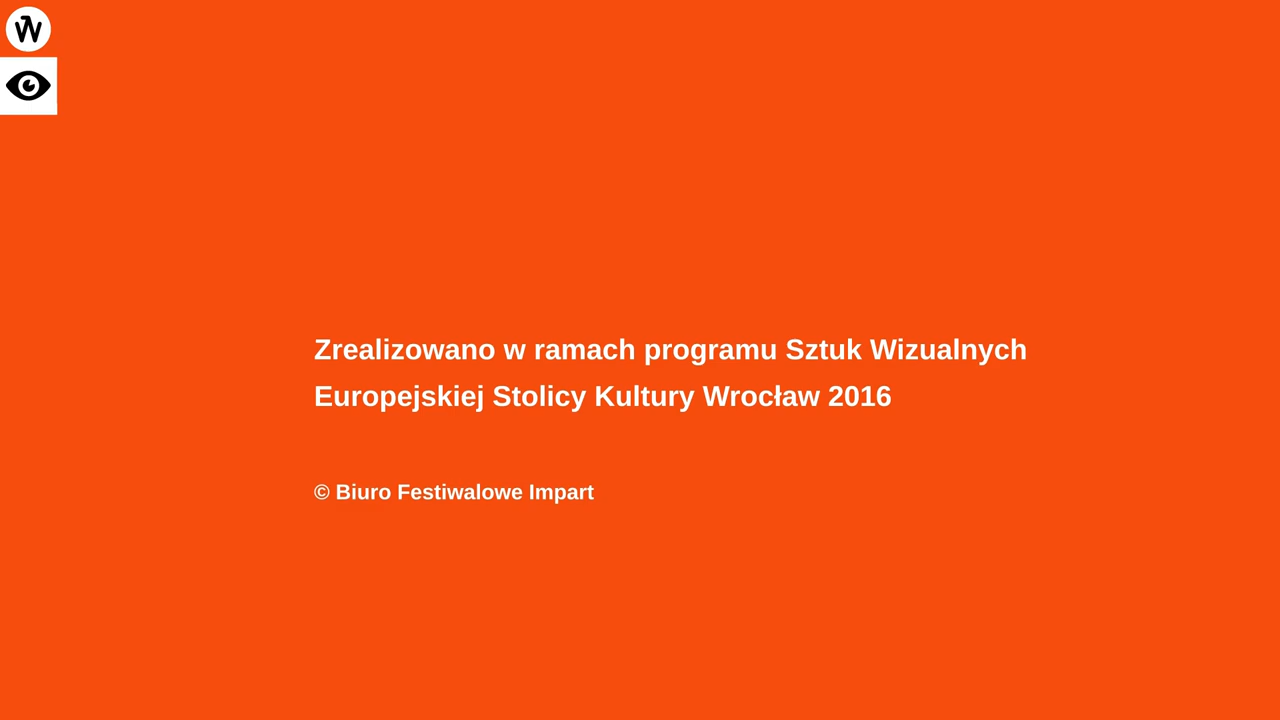 Zrealizowano w ramach programu Sztuk Wizualnych
Europejskiej Stolicy Kultury Wrocław 2016
© Biuro Festiwalowe Impart